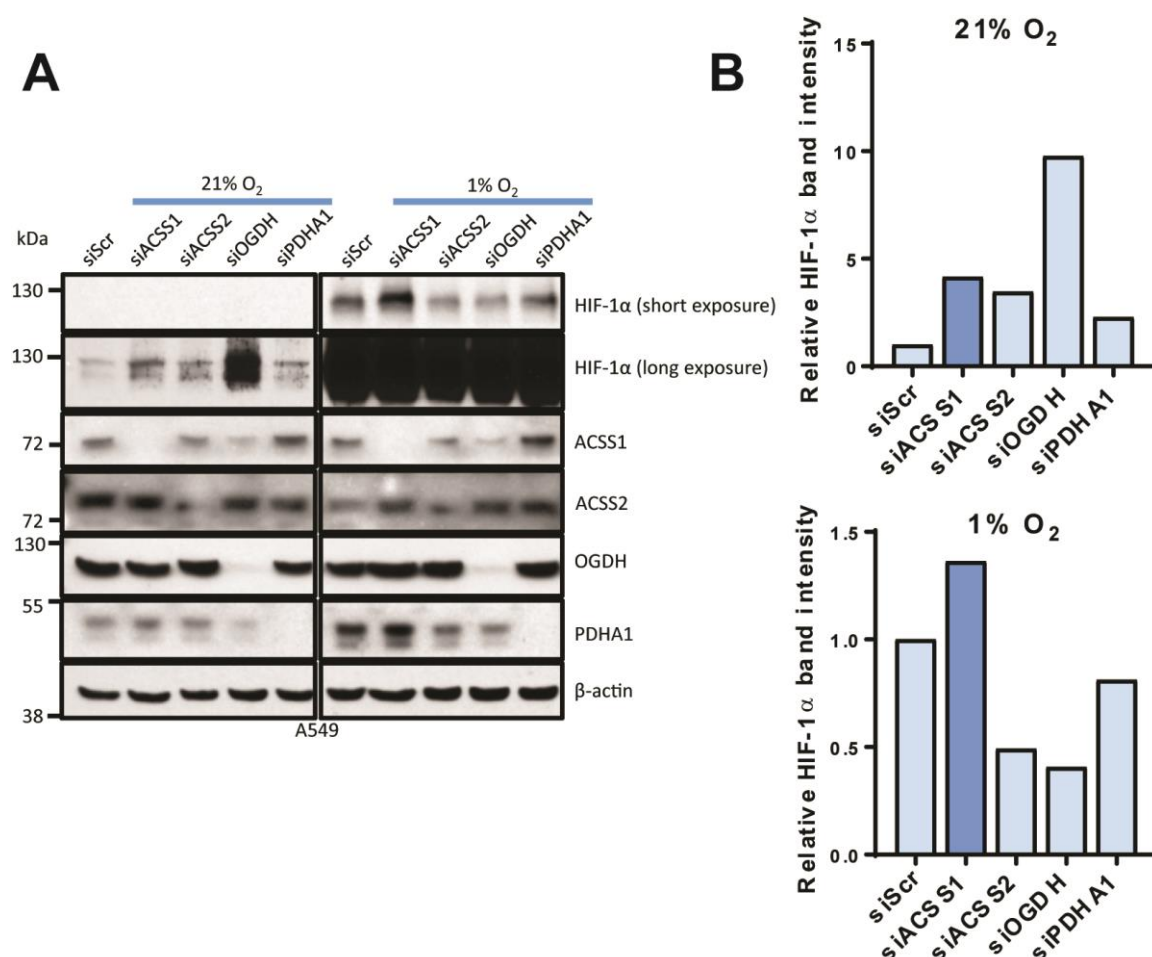 A
21% O2
1% O2
siScr
siACSS1
siACSS2
siOGDH
siPDHA1
siScr
siACSS1
siACSS2
siOGDH
siPDHA1
kDa
130
HIF-1α (short exposure)
130
HIF-1α (long exposure)
72
ACSS1
72
ACSS2
130
OGDH
55
PDHA1
38
β-actin
A549
B
21% O2
Relative HIF-1α band intensity
15
10
5
0
siScr
siACSS1
siACSS2
siOGDH
siPDHA1
1% O2
Relative HIF-1α band intensity
1.5
1.0
0.5
0.0
siScr
siACSS1
siACSS2
siOGDH
siPDHA1